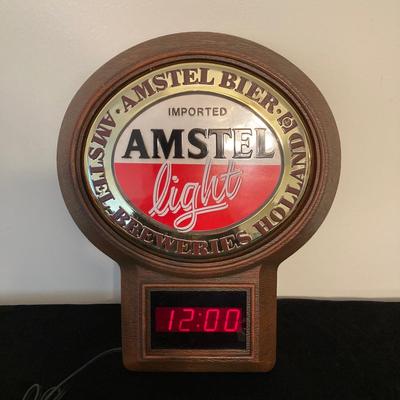 ·AMSTEL BIER·
AMSTEL-BREWERIES HOLLAND
IMPORTED
AMSTEL
light
12:00